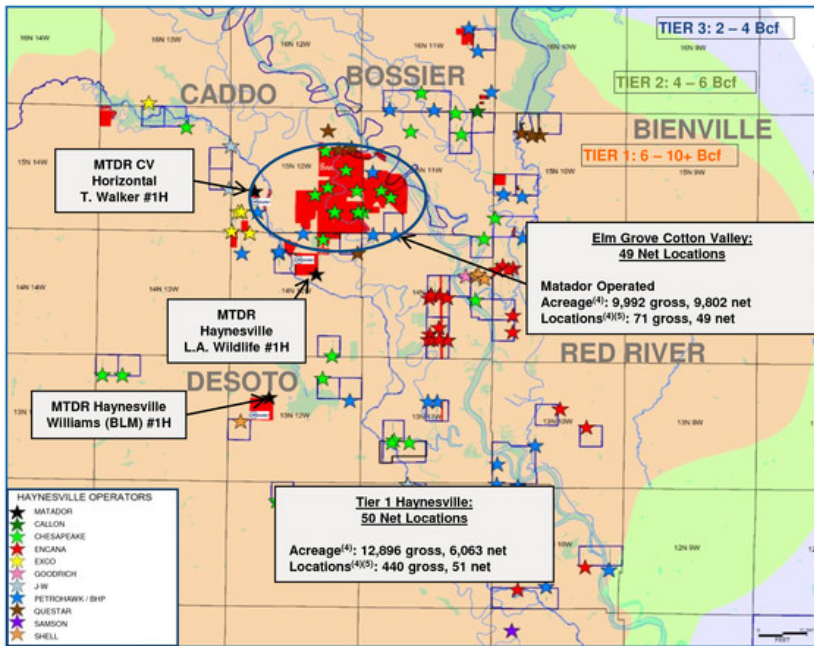 TIER 3: 2 – 4 Bcf
TIER 2: 4 – 6 Bcf
TIER 1: 6 – 10+ Bcf
CADDO
BOSSIER
BIENVILLE
DESOTO
RED RIVER
16N 14W
16N 13W
16N 12W
16N 11W
16N 10W
16N 9W
15N 14W
15N 12W
15N 10W
15N 9W
14N 14W
14N 13W
14N 12W
13N 14W
13N 12W
13N 10W
13N 9W
12N 9W
MTDR CV
Horizontal
T. Walker #1H
MTDR
Haynesville
L.A. Wildlife #1H
MTDR Haynesville
Williams (BLM) #1H
Elm Grove Cotton Valley:
49 Net Locations
Matador Operated
Acreage(4): 9,992 gross, 9,802 net
Locations(4)(5): 71 gross, 49 net
Tier 1 Haynesville:
50 Net Locations
Acreage(4): 12,896 gross, 6,063 net
Locations(4)(5): 440 gross, 51 net
HAYNESVILLE OPERATORS
MATADOR
CALLON
CHESAPEAKE
ENCANA
EXCO
GOODRICH
J-W
PETROHAWK / BHP
QUESTAR
SAMSON
SHELL
FEET